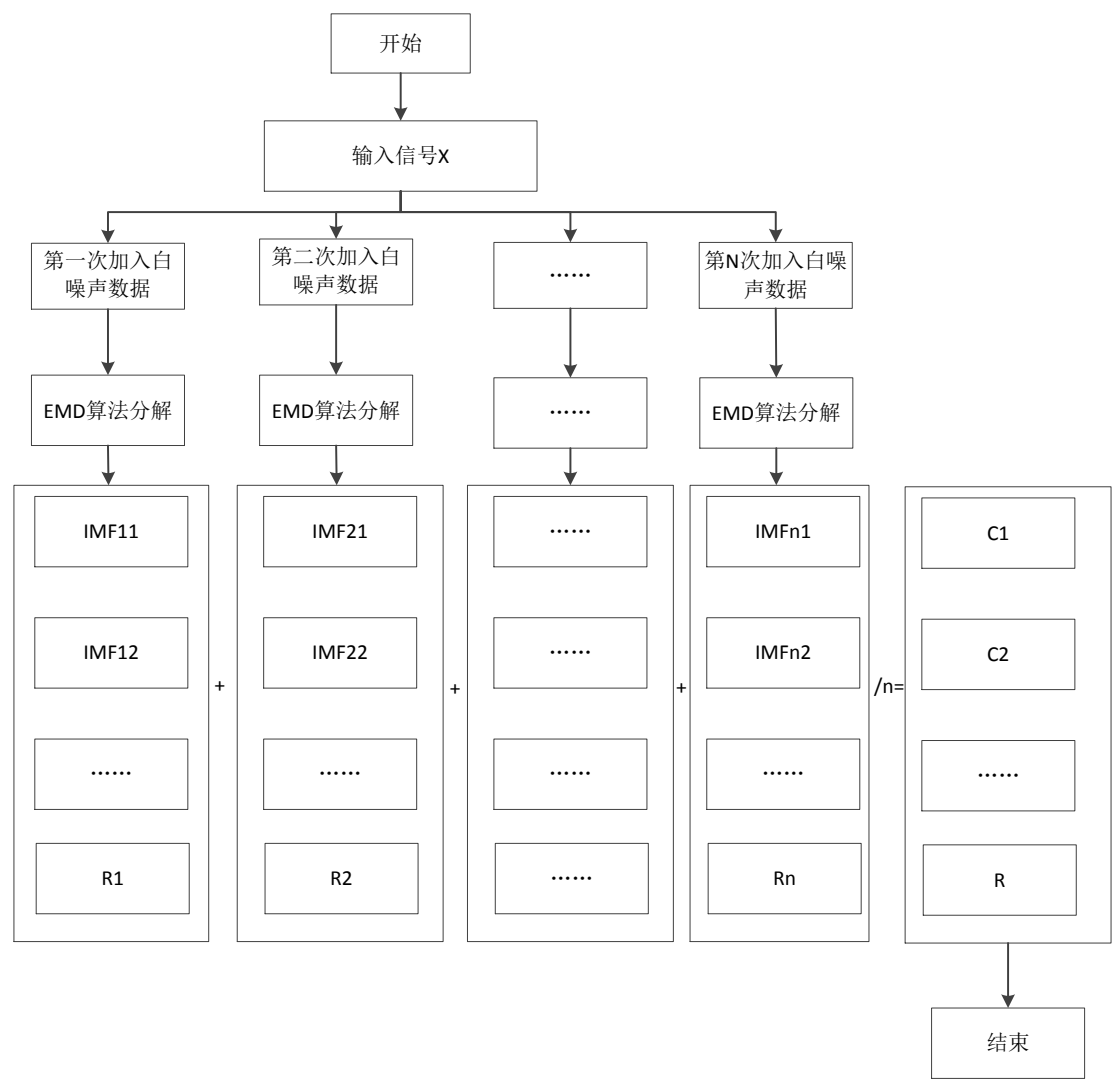 开始
输入信号X
第一次加入白
噪声数据
第二次加入白
噪声数据
……
第N次加入白噪
声数据
EMD算法分解
EMD算法分解
……
EMD算法分解
IMF11
IMF21
……
IMFn1
C1
IMF12
IMF22
……
IMFn2
C2
+
+
+
/n=
……
……
……
……
……
R1
R2
……
Rn
R
结束